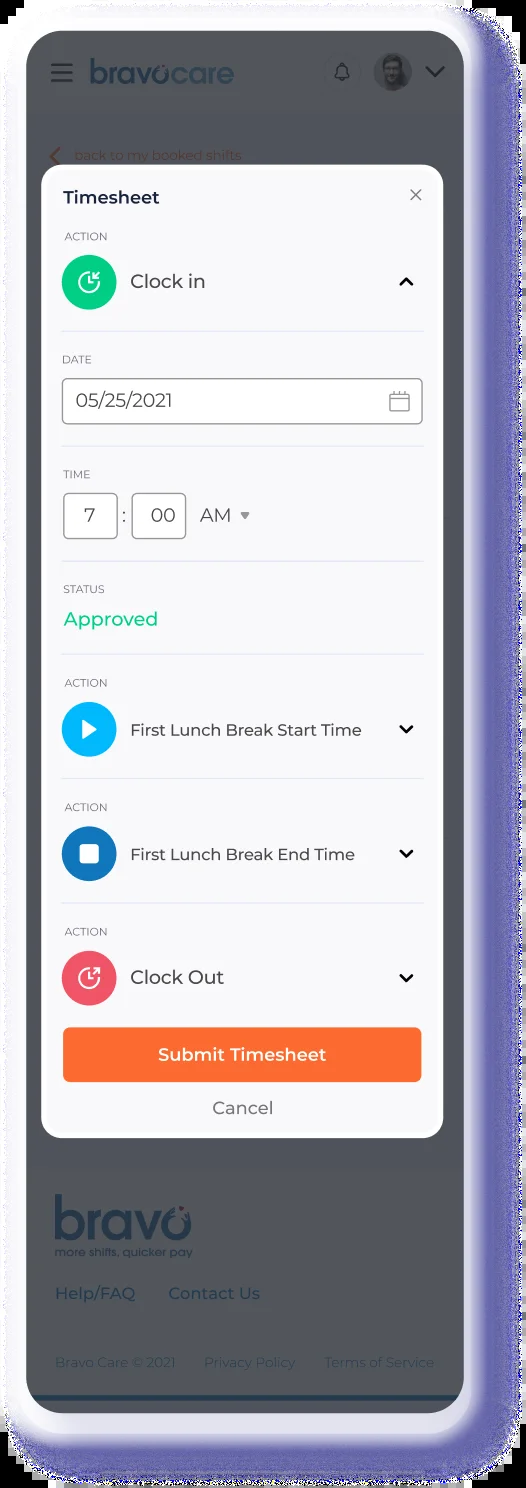 bravocare
back to my booked shifts
Timesheet
ACTION
Clock in
DATE
05/25/2021
TIME
7 : 00 AM
STATUS
Approved
ACTION
First Lunch Break Start Time
ACTION
First Lunch Break End Time
ACTION
Clock Out
Submit Timesheet
Cancel
bravo
more shifts, quicker pay
Help/FAQ Contact Us
Bravo Care © 2021 Privacy Policy Terms of Service